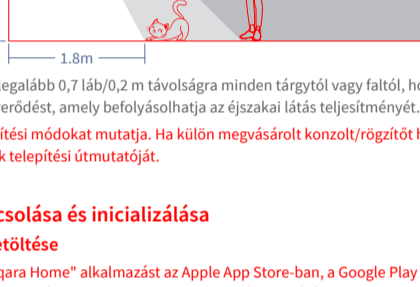 1.8m
legalább 0,7 láb/0,2 m távolságra minden tárgytól vagy faltól,
erődést, amely befolyásolhatja az éjszakai látás teljesítményét.
ítési módokat mutatja. Ha külön megvásárolt konzolt/rögzítőt
k telepítési útmutatóját.
csolása és inicializálása
etöltése
qara Home" alkalmazást az Apple App Store-ban, a Google Play